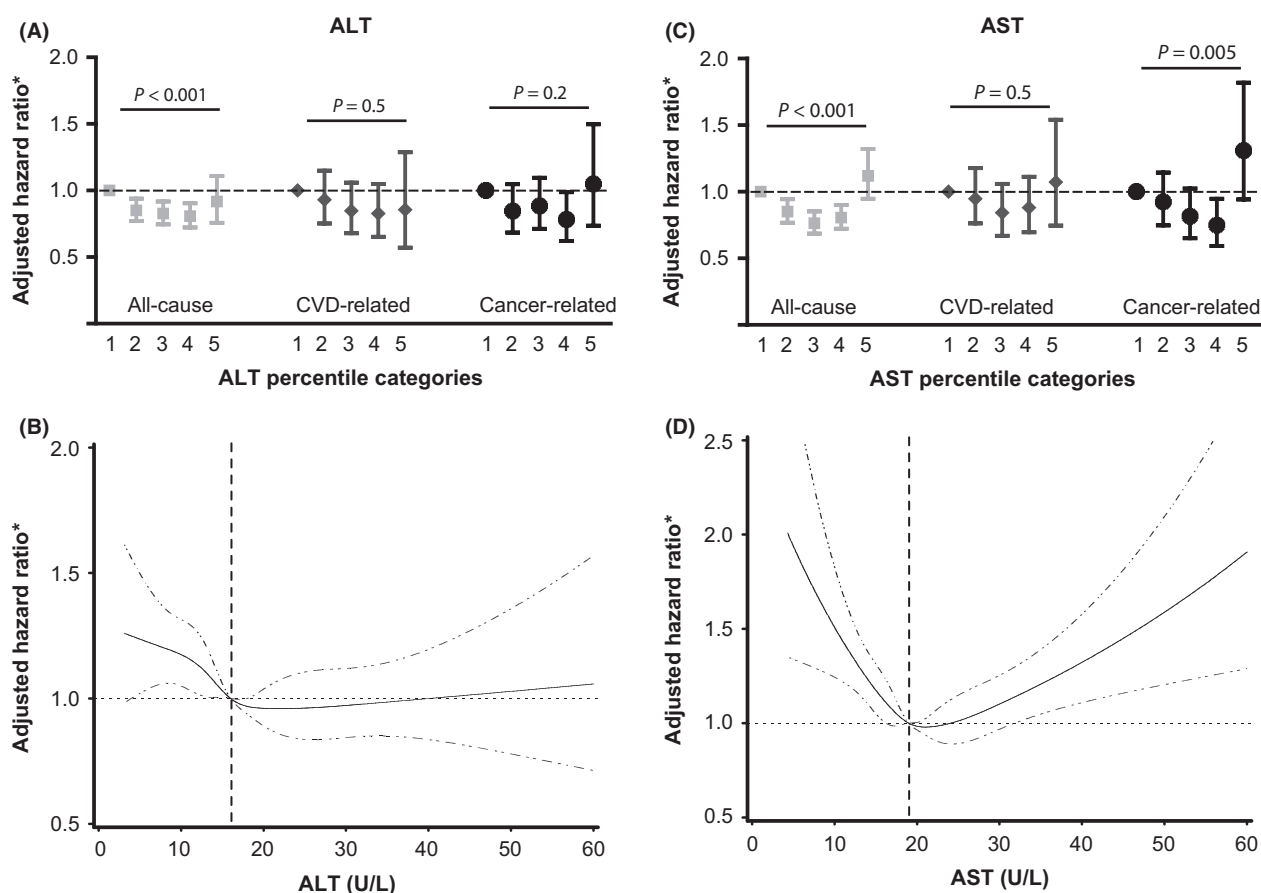 (A)
ALT
2.0
1.5
1.0
0.5
Adjusted hazard ratio*
P < 0.001
P = 0.5
P = 0.2
All-cause
CVD-related
Cancer-related
1 2 3 4 5
1 2 3 4 5
1 2 3 4 5
ALT percentile categories
(C)
AST
2.0
1.5
1.0
0.5
Adjusted hazard ratio*
P < 0.001
P = 0.5
P = 0.005
All-cause
CVD-related
Cancer-related
1 2 3 4 5
1 2 3 4 5
1 2 3 4 5
AST percentile categories
(B)
2.0
1.5
1.0
0.5
Adjusted hazard ratio*
0 10 20 30 40 50 60
ALT (U/L)
(D)
2.5
2.0
1.5
1.0
0.5
Adjusted hazard ratio*
0 10 20 30 40 50 60
AST (U/L)